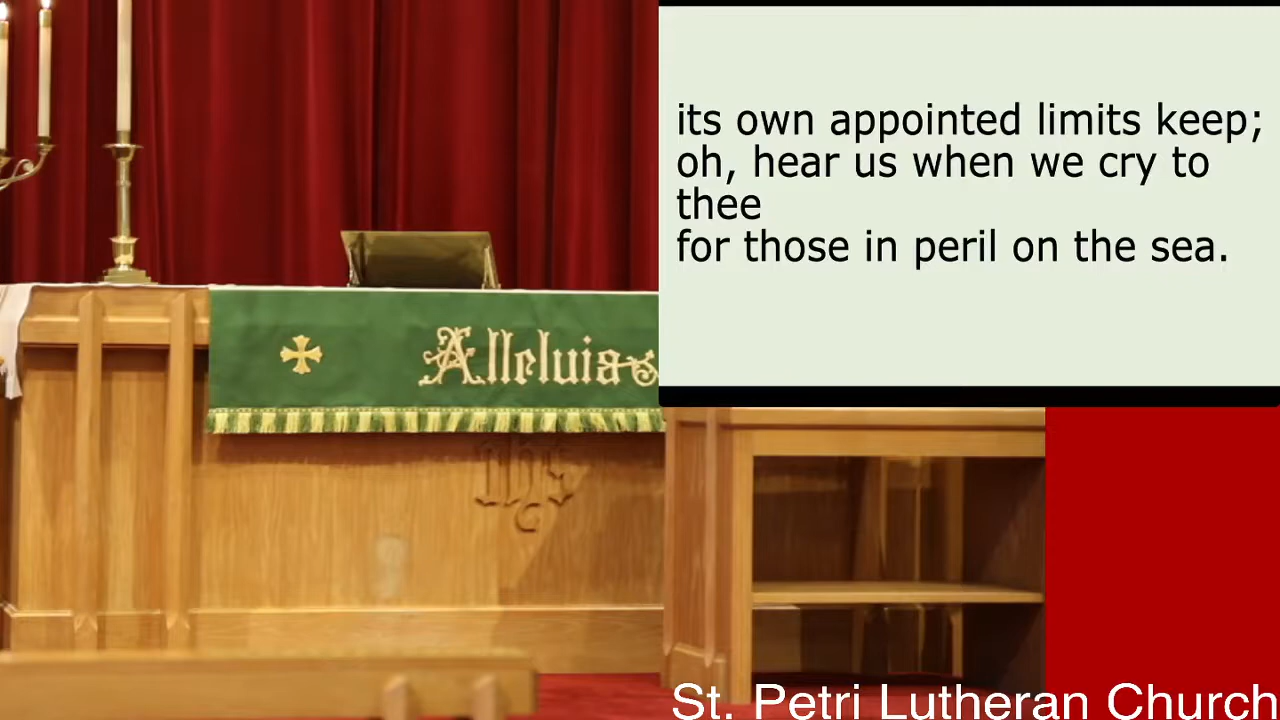 its own appointed limits keep;
oh, hear us when we cry to
thee
for those in peril on the sea.
Alleluia
ihs
St. Petri Lutheran Church